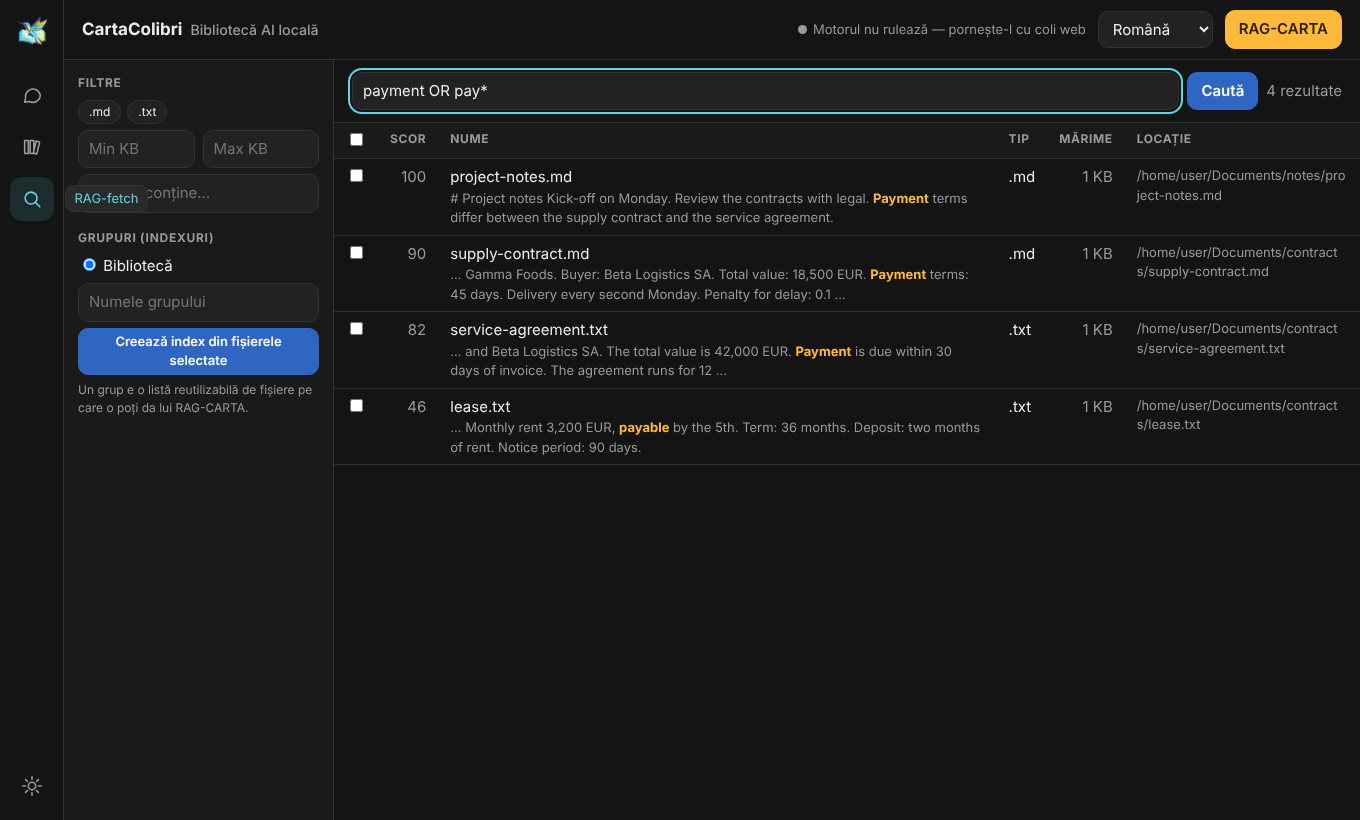 CartaColibri Bibliotecă AI locală
Motorul nu rulează — pornește-l cu coli web
Română
RAG-CARTA
FILTRE
.md .txt
Min KB Max KB
RAG-fetch
conține...
GRUPURI (INDEXURI)
Bibliotecă
Numele grupului
Creează index din fișierele
selectate
Un grup e o listă reutilizabilă de fișiere pe
care o poți da lui RAG-CARTA.
payment OR pay*
Caută
4 rezultate
SCOR NUME TIP MĂRIME LOCAȚIE
100 project-notes.md .md 1 KB /home/user/Documents/notes/pro
ject-notes.md
# Project notes Kick-off on Monday. Review the contracts with legal. Payment terms
differ between the supply contract and the service agreement.
90 supply-contract.md .md 1 KB /home/user/Documents/contract
s/supply-contract.md
... Gamma Foods. Buyer: Beta Logistics SA. Total value: 18,500 EUR. Payment terms:
45 days. Delivery every second Monday. Penalty for delay: 0.1 ...
82 service-agreement.txt .txt 1 KB /home/user/Documents/contract
s/service-agreement.txt
... and Beta Logistics SA. The total value is 42,000 EUR. Payment is due within 30
days of invoice. The agreement runs for 12 ...
46 lease.txt .txt 1 KB /home/user/Documents/contract
s/lease.txt
... Monthly rent 3,200 EUR, payable by the 5th. Term: 36 months. Deposit: two months
of rent. Notice period: 90 days.